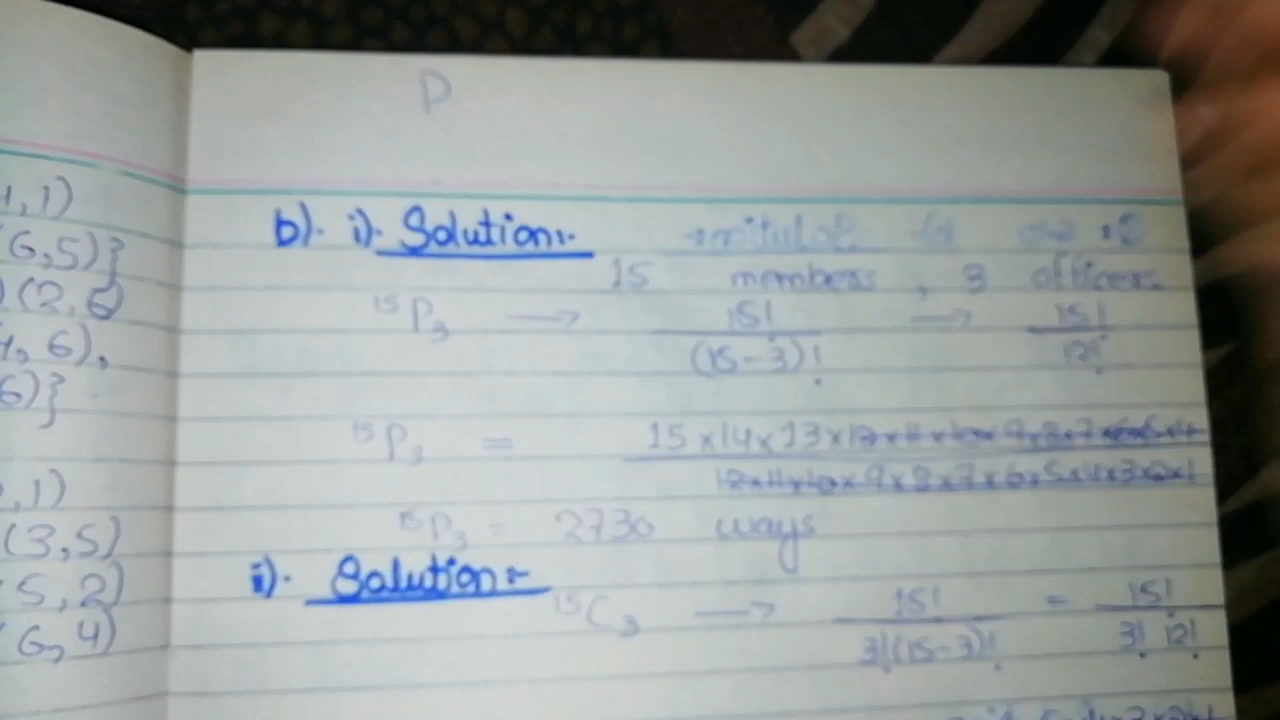 P
1,1)
6,5)}
)(2,6)
4,6),
6)}
,1)
(3,5)
5,2)
6,4)
b). i). Solution:-
15 members, 3 officers
¹⁵P₃ → 15!/(15-3)! → 15!/12!
¹⁵P₃ = 15×14×13×12×11×10×9×8×7×6×5×4/12×11×10×9×8×7×6×5×4×3×2×1
¹⁵P₃ = 2730 ways
ii). Solution:-
¹⁵C₃ → 15!/3!(15-3)! = 15!/3! 12!